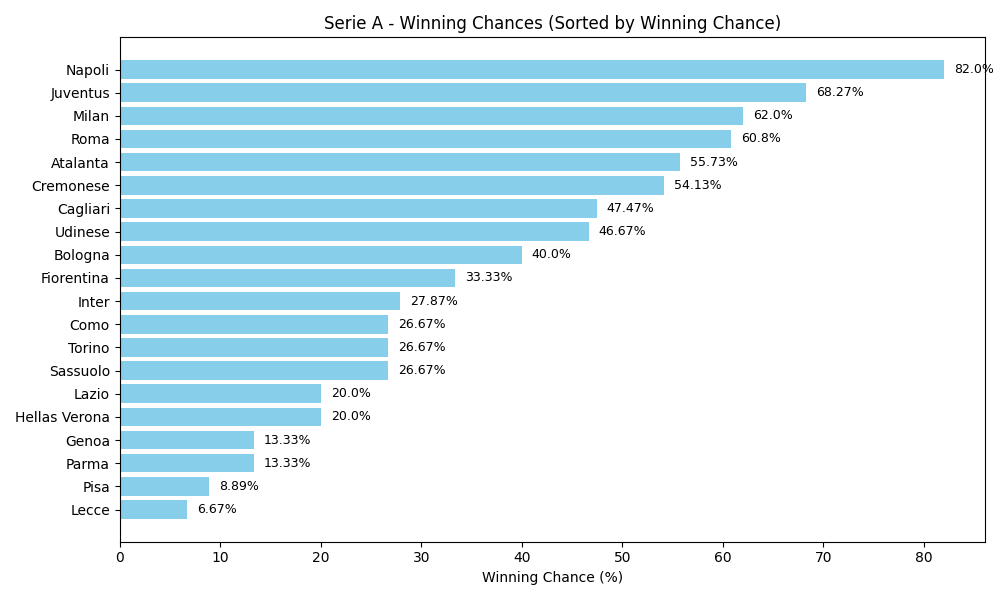 Serie A - Winning Chances (Sorted by Winning Chance)
Napoli 82.0%
Juventus 68.27%
Milan 62.0%
Roma 60.8%
Atalanta 55.73%
Cremonese 54.13%
Cagliari 47.47%
Udinese 46.67%
Bologna 40.0%
Fiorentina 33.33%
Inter 27.87%
Como 26.67%
Torino 26.67%
Sassuolo 26.67%
Lazio 20.0%
Hellas Verona 20.0%
Genoa 13.33%
Parma 13.33%
Pisa 8.89%
Lecce 6.67%
0 10 20 30 40 50 60 70 80
Winning Chance (%)